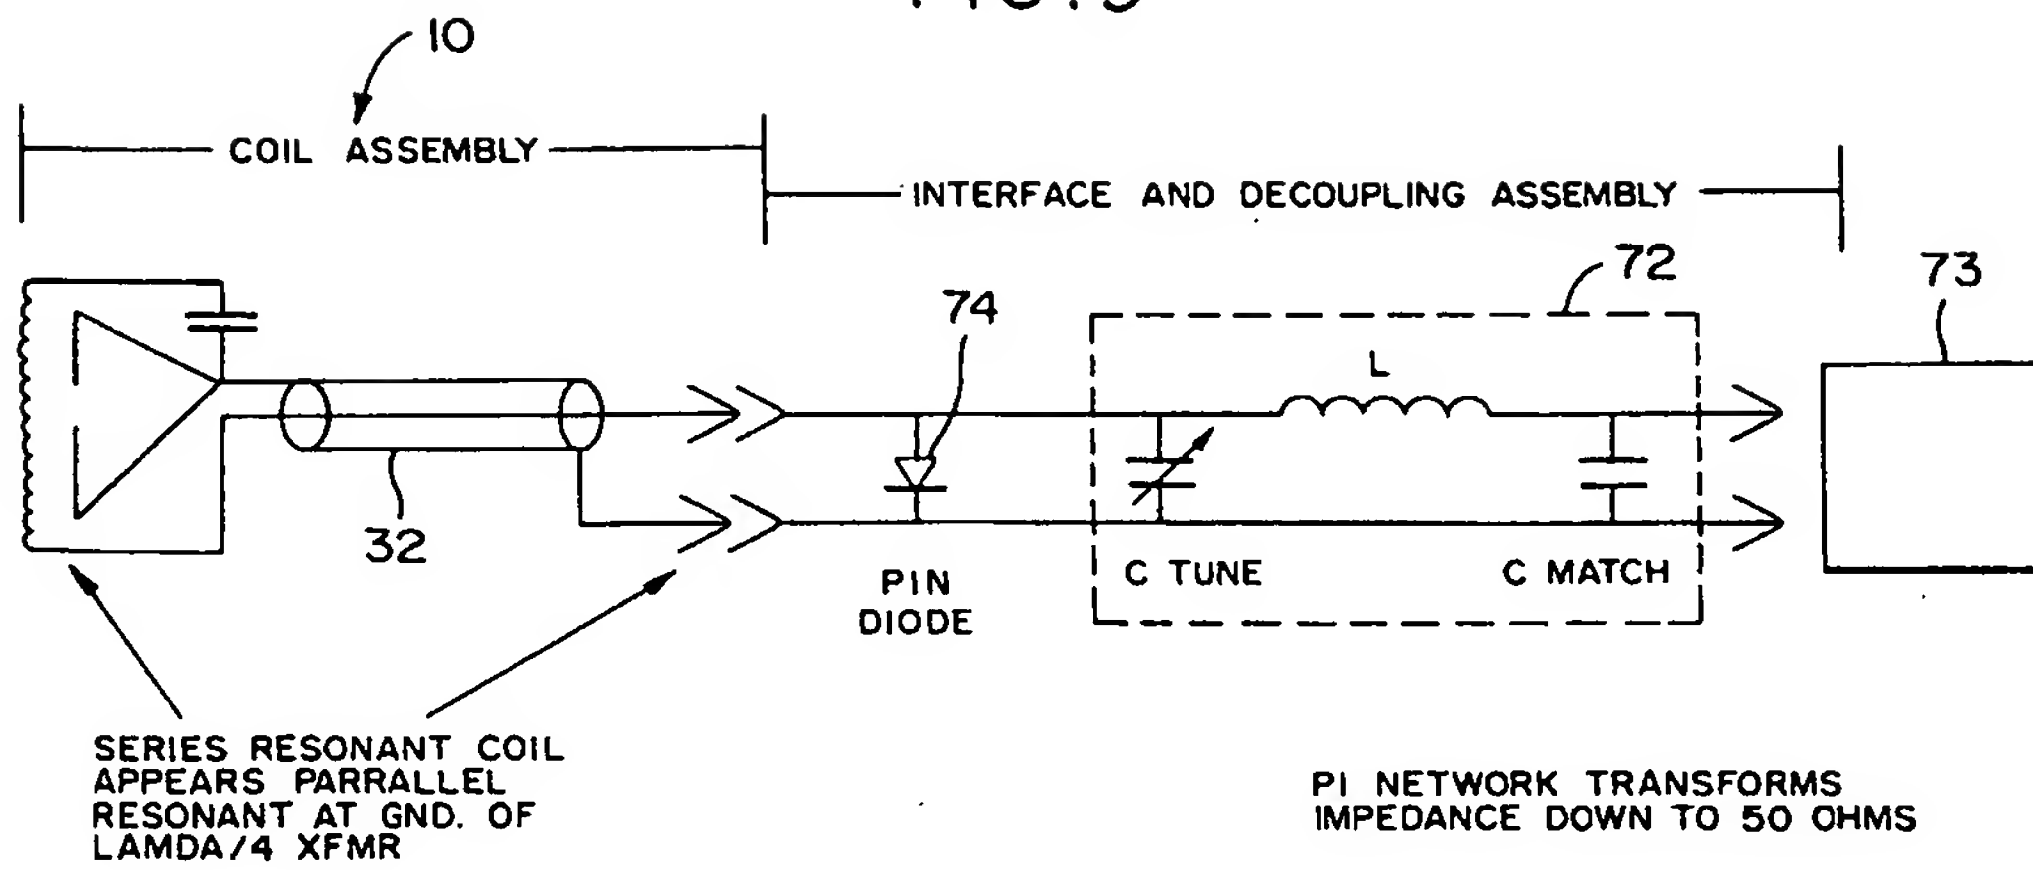 10
COIL ASSEMBLY
INTERFACE AND DECOUPLING ASSEMBLY
72
73
74
L
32
C TUNE
C MATCH
PIN
DIODE
SERIES RESONANT COIL
APPEARS PARRALLEL
RESONANT AT GND. OF
LAMDA/4 XFMR
PI NETWORK TRANSFORMS
IMPEDANCE DOWN TO 50 OHMS